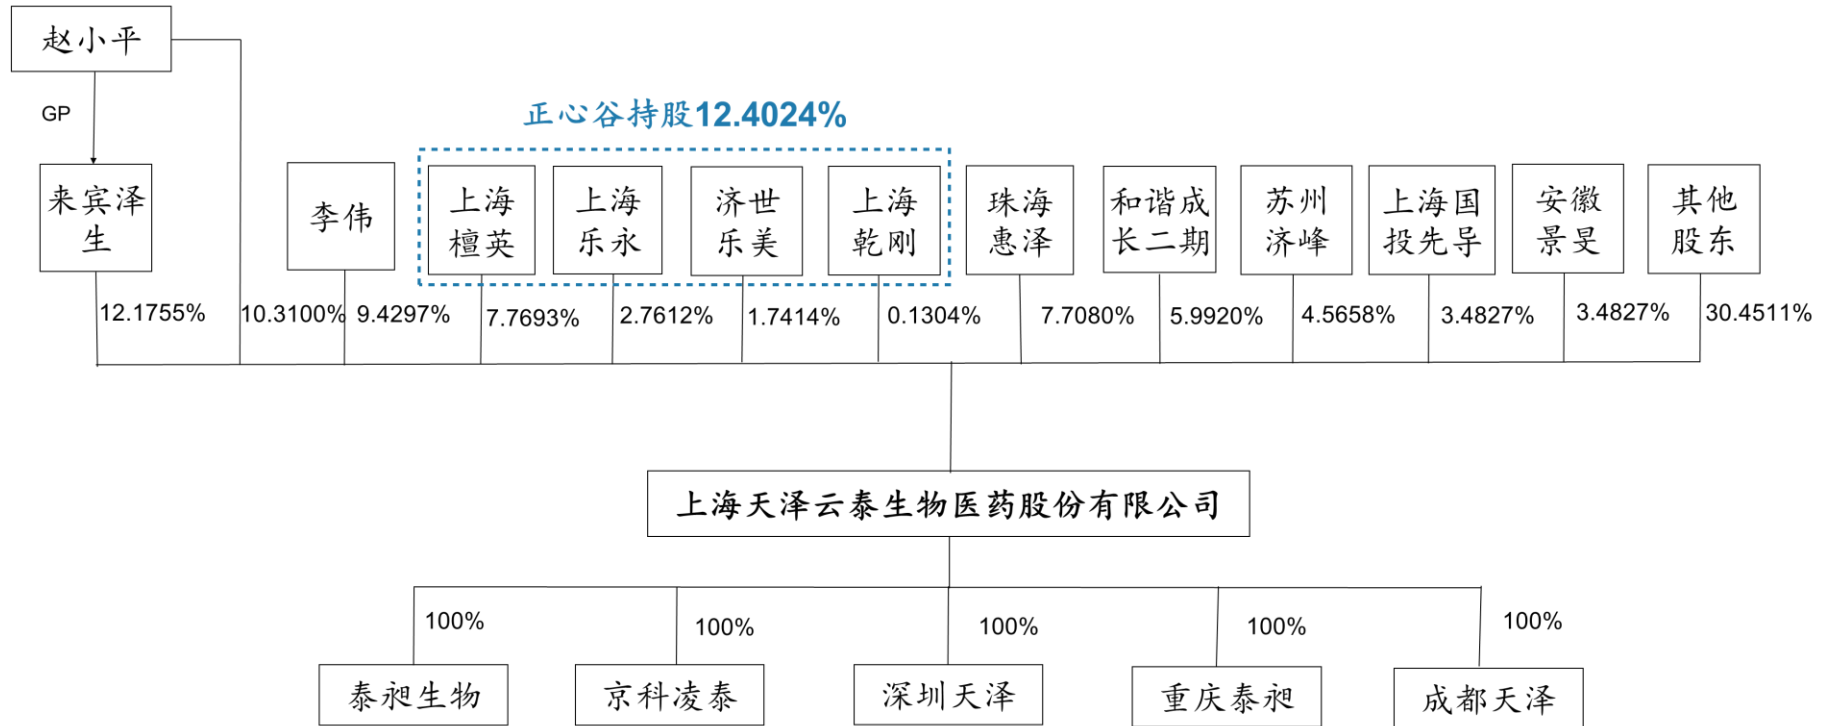 赵小平
GP
正心谷持股12.4024%
来宾泽
生
李伟
上海
檀英
上海
乐永
济世
乐美
上海
乾刚
珠海
惠泽
和谐成
长二期
苏州
济峰
上海国
投先导
安徽
景旻
其他
股东
12.1755%
10.3100%
9.4297%
7.7693%
2.7612%
1.7414%
0.1304%
7.7080%
5.9920%
4.5658%
3.4827%
3.4827%
30.4511%
上海天泽云泰生物医药股份有限公司
100%
100%
100%
100%
100%
泰昶生物
京科凌泰
深圳天泽
重庆泰昶
成都天泽